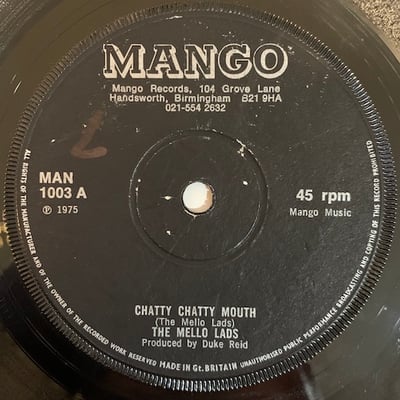 MANGO
Mango Records, 104 Grove Lane
Handsworth, Birmingham B21 9HA
021-554 2632
MAN
1003 A
Ⓟ 1975
45 rpm
Mango Music
CHATTY CHATTY MOUTH
(The Mello Lads)
THE MELLO LADS
Produced by Duke Reid
ALL RIGHTS OF THE MANUFACTURER AND OF THE OWNER OF THE RECORDED WORK RESERVED MADE IN Gt. BRITAIN UNAUTHORISED PUBLIC PERFORMANCE BROADCASTING AND COPYING OF THIS RECORD PROHIBITED